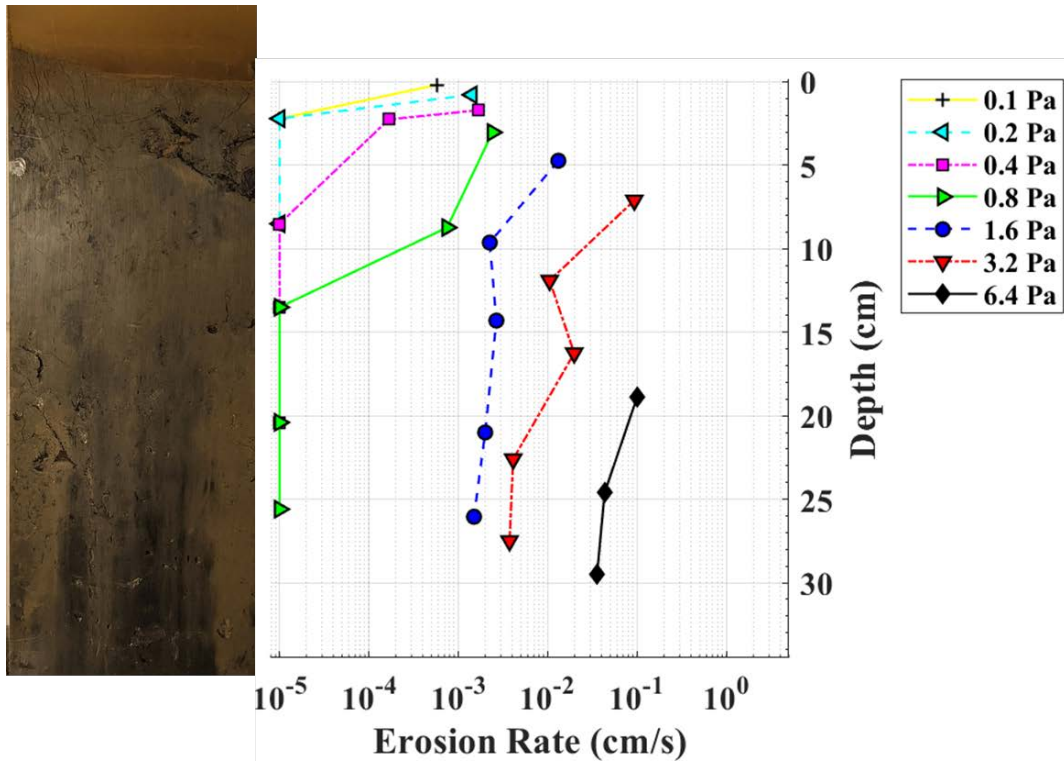 0
5
10
15
20
25
30
Depth (cm)
10⁻⁵ 10⁻⁴ 10⁻³ 10⁻² 10⁻¹ 10⁰
Erosion Rate (cm/s)
0.1 Pa
0.2 Pa
0.4 Pa
0.8 Pa
1.6 Pa
3.2 Pa
6.4 Pa